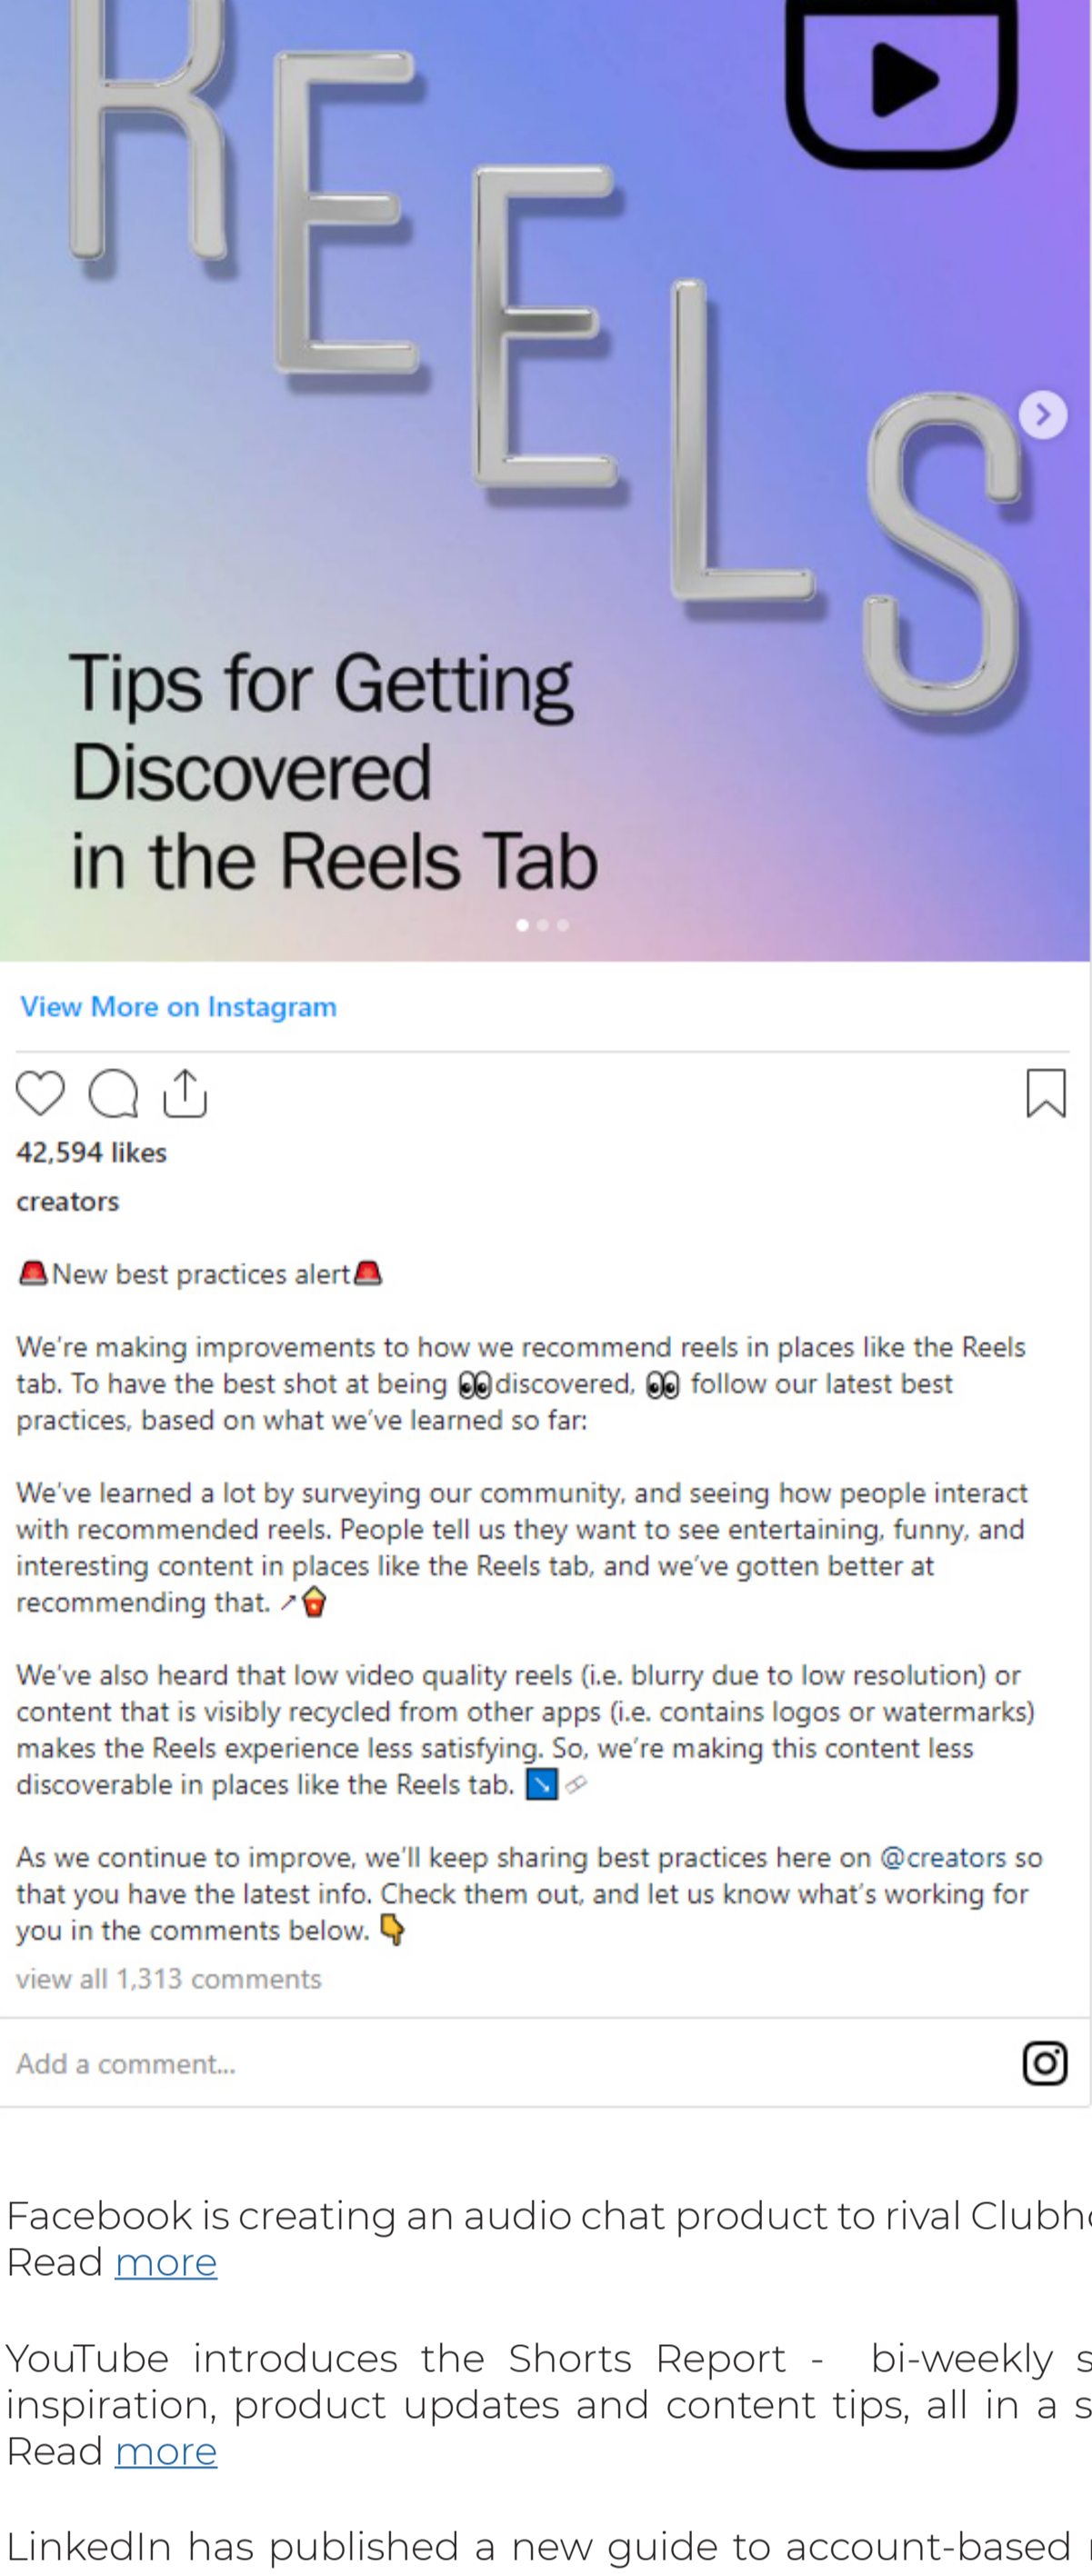 REELS
Tips for Getting
Discovered
in the Reels Tab
View More on Instagram
42,594 likes
creators
🚨New best practices alert🚨
We're making improvements to how we recommend reels in places like the Reels
tab. To have the best shot at being 👀discovered, 👀 follow our latest best
practices, based on what we've learned so far:
We've learned a lot by surveying our community, and seeing how people interact
with recommended reels. People tell us they want to see entertaining, funny, and
interesting content in places like the Reels tab, and we've gotten better at
recommending that. ↗🍿
We've also heard that low video quality reels (i.e. blurry due to low resolution) or
content that is visibly recycled from other apps (i.e. contains logos or watermarks)
makes the Reels experience less satisfying. So, we're making this content less
discoverable in places like the Reels tab. ↘
As we continue to improve, we'll keep sharing best practices here on @creators so
that you have the latest info. Check them out, and let us know what's working for
you in the comments below. 👇
view all 1,313 comments
Add a comment...
Facebook is creating an audio chat product to rival
Read more
YouTube introduces the Shorts Report - bi-weekly
inspiration, product updates and content tips, all in a
Read more
LinkedIn has published a new guide to account-based